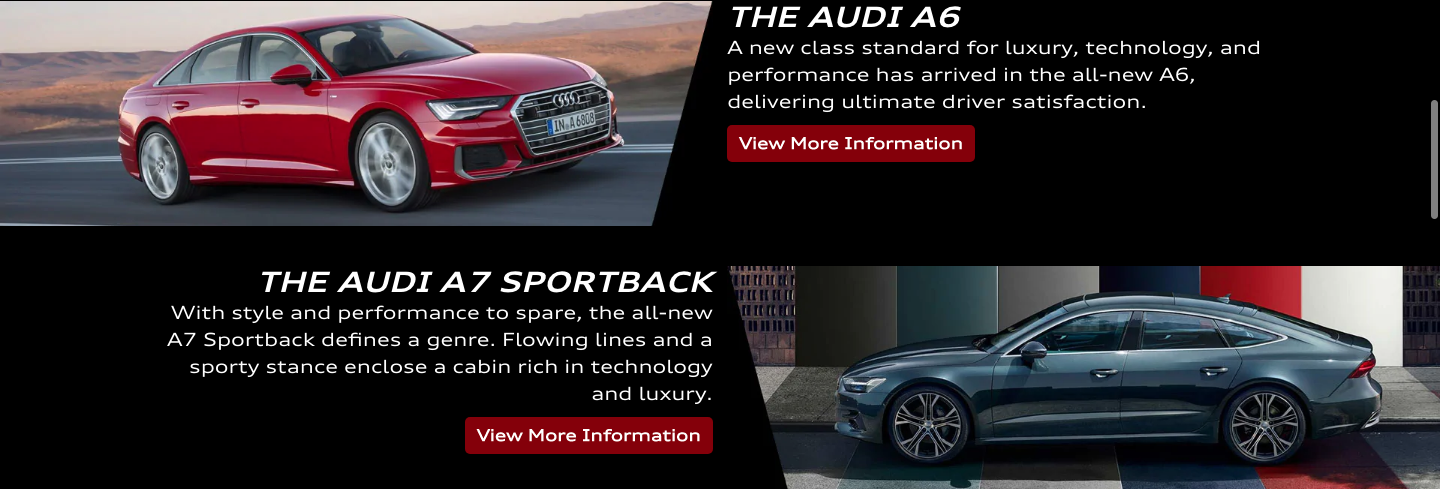 THE AUDI A6
A new class standard for luxury, technology, and
performance has arrived in the all-new A6,
delivering ultimate driver satisfaction.
View More Information
IN A 6808
THE AUDI A7 SPORTBACK
With style and performance to spare, the all-new
A7 Sportback defines a genre. Flowing lines and a
sporty stance enclose a cabin rich in technology
and luxury.
View More Information